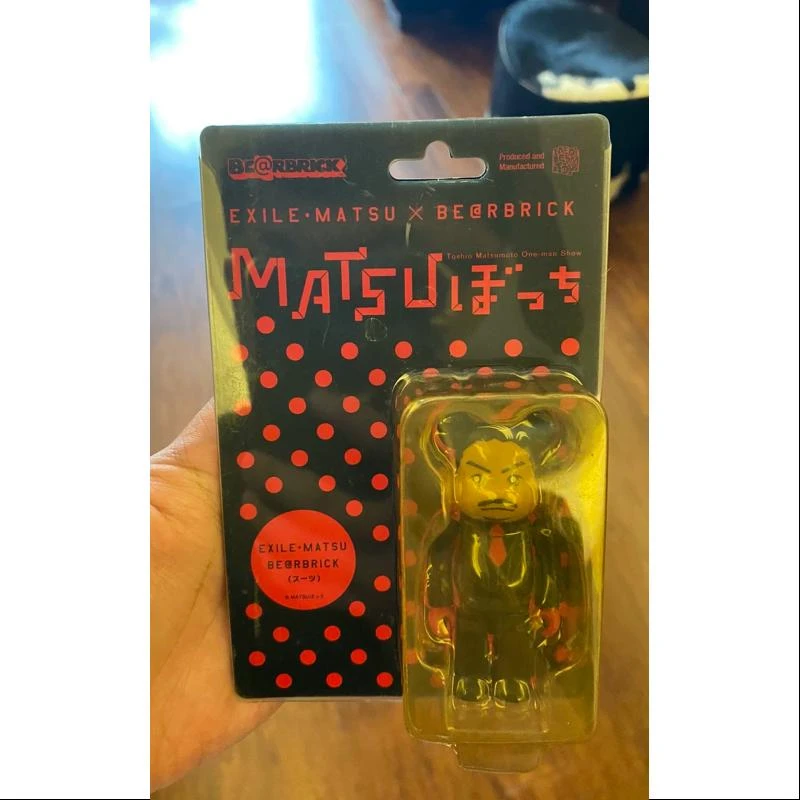 BE@RBRICK
Produced and
Manufactured
EXILE・MATSU × BE@RBRICK
Toshio Matsumoto One-man Show
MATSUぼっち
EXILE・MATSU
BE@RBRICK
(スーツ)